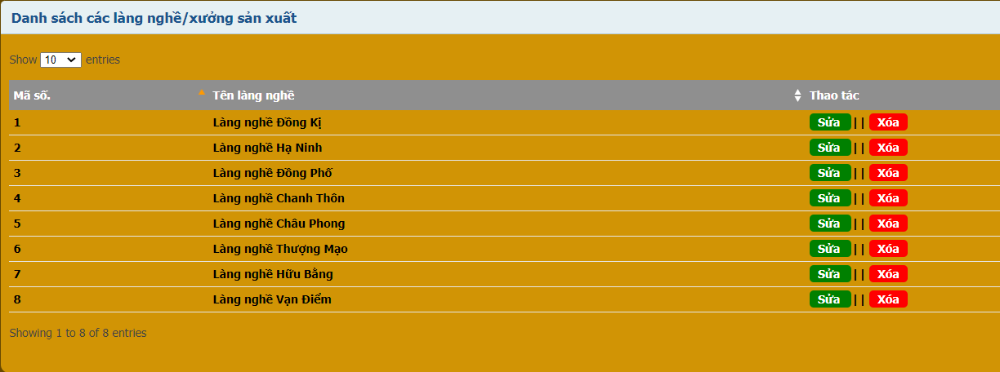 Danh sách các làng nghề/xưởng sản xuất
Show 10 entries
Mã số. Tên làng nghề Thao tác
1 Làng nghề Đồng Kị Sửa || Xóa
2 Làng nghề Hạ Ninh Sửa || Xóa
3 Làng nghề Đồng Phố Sửa || Xóa
4 Làng nghề Chanh Thôn Sửa || Xóa
5 Làng nghề Châu Phong Sửa || Xóa
6 Làng nghề Thượng Mạo Sửa || Xóa
7 Làng nghề Hữu Bằng Sửa || Xóa
8 Làng nghề Vạn Điểm Sửa || Xóa
Showing 1 to 8 of 8 entries